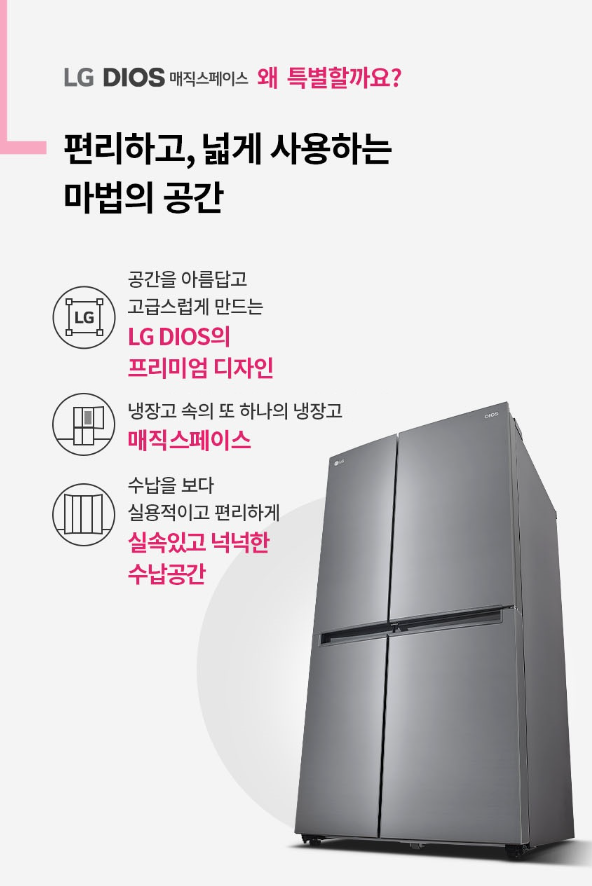 LG DIOS 매직스페이스 왜 특별할까요?
편리하고, 넓게 사용하는
마법의 공간
공간을 아름답고
고급스럽게 만드는
LG
LG DIOS의
프리미엄 디자인
냉장고 속의 또 하나의 냉장고
매직스페이스
수납을 보다
실용적이고 편리하게
실속있고 넉넉한
수납공간
DIOS
LG